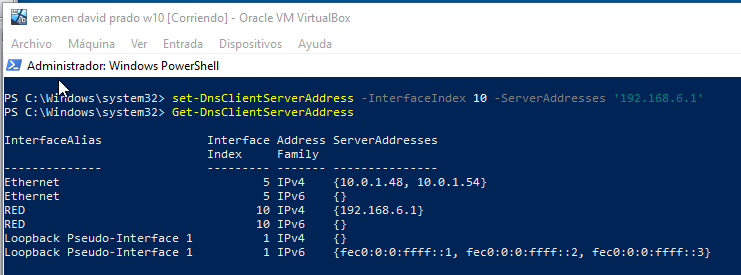 examen david prado w10 [Corriendo] - Oracle VM VirtualBox
Archivo Máquina Ver Entrada Dispositivos Ayuda
Administrador: Windows PowerShell
PS C:\Windows\system32> set-DnsClientServerAddress -InterfaceIndex 10 -ServerAddresses '192.168.6.1'
PS C:\Windows\system32> Get-DnsClientServerAddress
InterfaceAlias Interface Address ServerAddresses
Index Family
-------------- --------- ------- ---------------
Ethernet 5 IPv4 {10.0.1.48, 10.0.1.54}
Ethernet 5 IPv6 {}
RED 10 IPv4 {192.168.6.1}
RED 10 IPv6 {}
Loopback Pseudo-Interface 1 1 IPv4 {}
Loopback Pseudo-Interface 1 1 IPv6 {fec0:0:0:ffff::1, fec0:0:0:ffff::2, fec0:0:0:ffff::3}